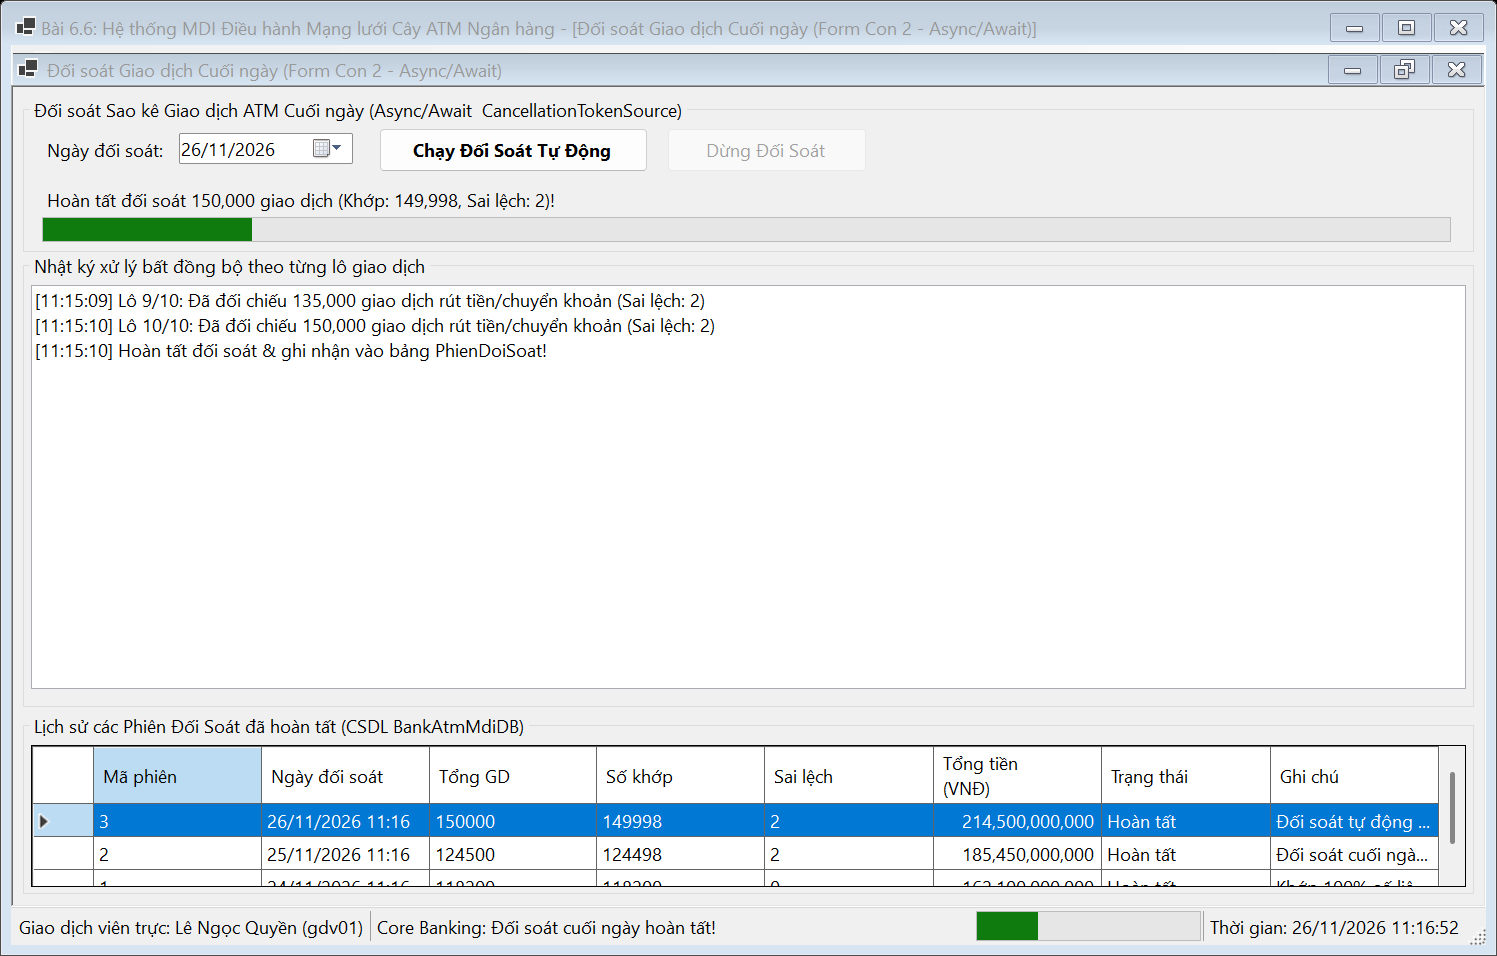 Bài 6.6: Hệ thống MDI Điều hành Mạng lưới Cây ATM Ngân hàng - [Đối soát Giao dịch Cuối ngày (Form Con 2 - Async/Await)]
Đối soát Giao dịch Cuối ngày (Form Con 2 - Async/Await)
Đối soát Sao kê Giao dịch ATM Cuối ngày (Async/Await  CancellationTokenSource)
Ngày đối soát: 26/11/2026 Chạy Đối Soát Tự Động Dừng Đối Soát
Hoàn tất đối soát 150,000 giao dịch (Khớp: 149,998, Sai lệch: 2)!
Nhật ký xử lý bất đồng bộ theo từng lô giao dịch
[11:15:09] Lô 9/10: Đã đối chiếu 135,000 giao dịch rút tiền/chuyển khoản (Sai lệch: 2)
[11:15:10] Lô 10/10: Đã đối chiếu 150,000 giao dịch rút tiền/chuyển khoản (Sai lệch: 2)
[11:15:10] Hoàn tất đối soát & ghi nhận vào bảng PhienDoiSoat!
Lịch sử các Phiên Đối Soát đã hoàn tất (CSDL BankAtmMdiDB)
Mã phiên Ngày đối soát Tổng GD Số khớp Sai lệch Tổng tiền (VNĐ) Trạng thái Ghi chú
3 26/11/2026 11:16 150000 149998 2 214,500,000,000 Hoàn tất Đối soát tự động ...
2 25/11/2026 11:16 124500 124498 2 185,450,000,000 Hoàn tất Đối soát cuối ngà...
24/11/2026 11:16 Hoàn tất
Giao dịch viên trực: Lê Ngọc Quyền (gdv01) Core Banking: Đối soát cuối ngày hoàn tất! Thời gian: 26/11/2026 11:16:52